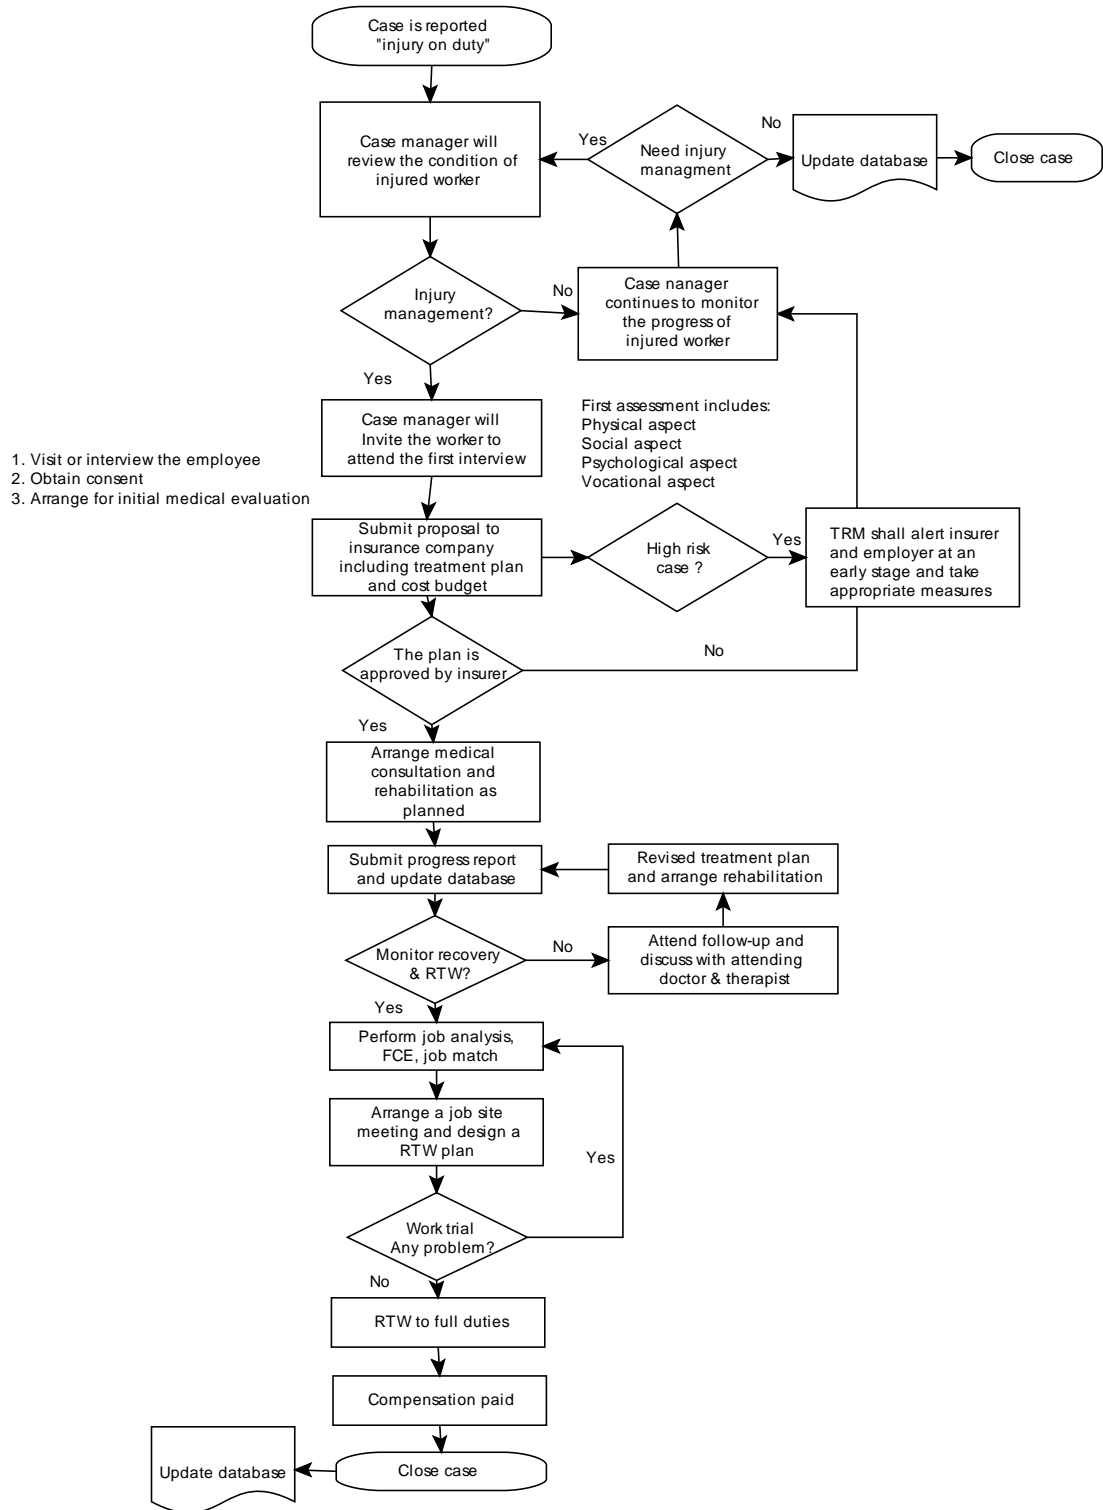 Case is reported
"injury on duty"
Case manager will
review the condition of
injured worker
Yes
Need injury
managment
No
Update database
Close case
Injury
management?
No
Case nanager
continues to monitor
the progress of
injured worker
Yes
Case manager will
Invite the worker to
attend the first interview
1. Visit or interview the employee
2. Obtain consent
3. Arrange for initial medical evaluation
First assessment includes:
Physical aspect
Social aspect
Psychological aspect
Vocational aspect
Submit proposal to
insurance company
including treatment plan
and cost budget
High risk
case ?
Yes
TRM shall alert insurer
and employer at an
early stage and take
appropriate measures
The plan is
approved by insurer
No
Yes
Arrange medical
consultation and
rehabilitation as
planned
Submit progress report
and update database
Revised treatment plan
and arrange rehabilitation
Monitor recovery
& RTW?
No
Attend follow-up and
discuss with attending
doctor & therapist
Yes
Perform job analysis,
FCE, job match
Arrange a job site
meeting and design a
RTW plan
Yes
Work trial
Any problem?
No
RTW to full duties
Compensation paid
Close case
Update database